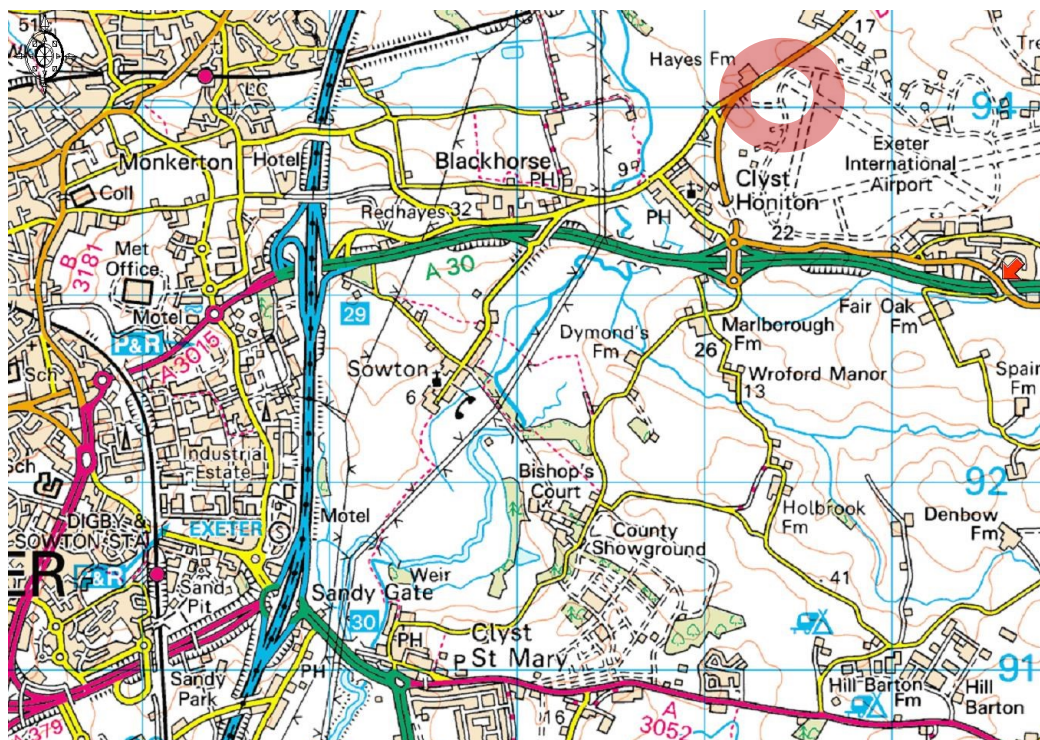 51
17
Hayes Fm
Tre
LC
94
Monkerton
Hotel
Blackhorse
PH
9
Exeter
International
Airport
Coll
Clyst
Honiton
Redhayes 32
PH
22
B
3181
Met
Office
A 30
Motel
29
Fair Oak
Fm
P&R
A 3015
Dymond's
Fm
Marlborough
Fm
26
Sch
Sowton
Wroford Manor
Spain
Fm
6
13
Industrial
Estate
Bishop's
Court
92
Motel
Holbrook
Fm
Denbow
Fm
DIGBY &
SOWTON STA
EXETER
S
County
Showground
ER
P&R
Sand
Pit
Weir
41
Sandy Gate
30
PH
Clyst
St Mary
P
PH
91
Sandy
Park
Hill Barton
Fm
Hill
Barton
A
3052
16
A 379